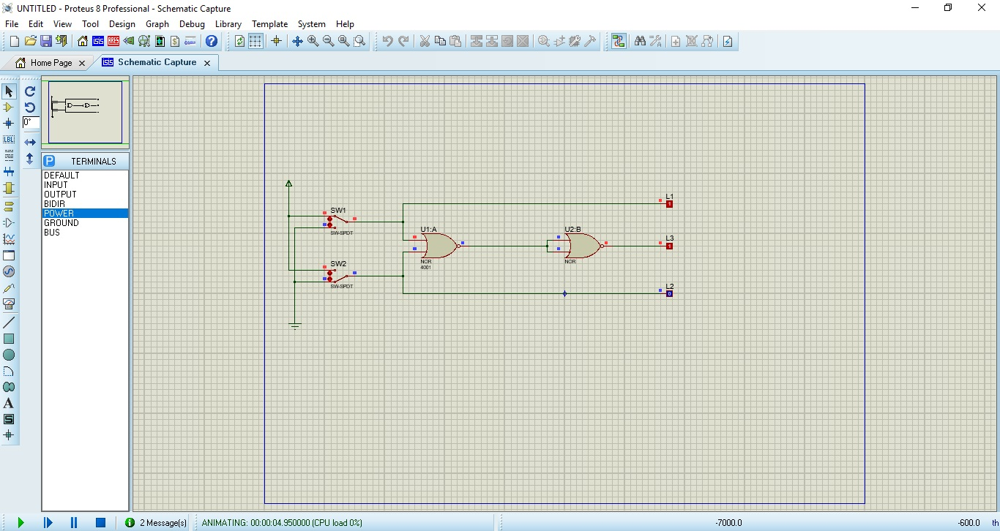 UNTITLED - Proteus 8 Professional - Schematic Capture
File Edit View Tool Design Graph Debug Library Template System Help
Home Page
Schematic Capture
0°
LBL
TERMINALS
DEFAULT
INPUT
OUTPUT
BIDIR
POWER
GROUND
BUS
SW1
SW-SPDT
SW2
SW-SPDT
U1:A
NOR
4001
U2:B
NOR
L1
1
L3
1
L2
0
2 Message(s)
ANIMATING: 00:00:04.950000 (CPU load 0%)
-7000.0
-600.0
th